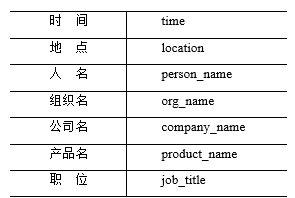 时 间 time
地 点 location
人 名 person_name
组织名 org_name
公司名 company_name
产品名 product_name
职 位 job_title